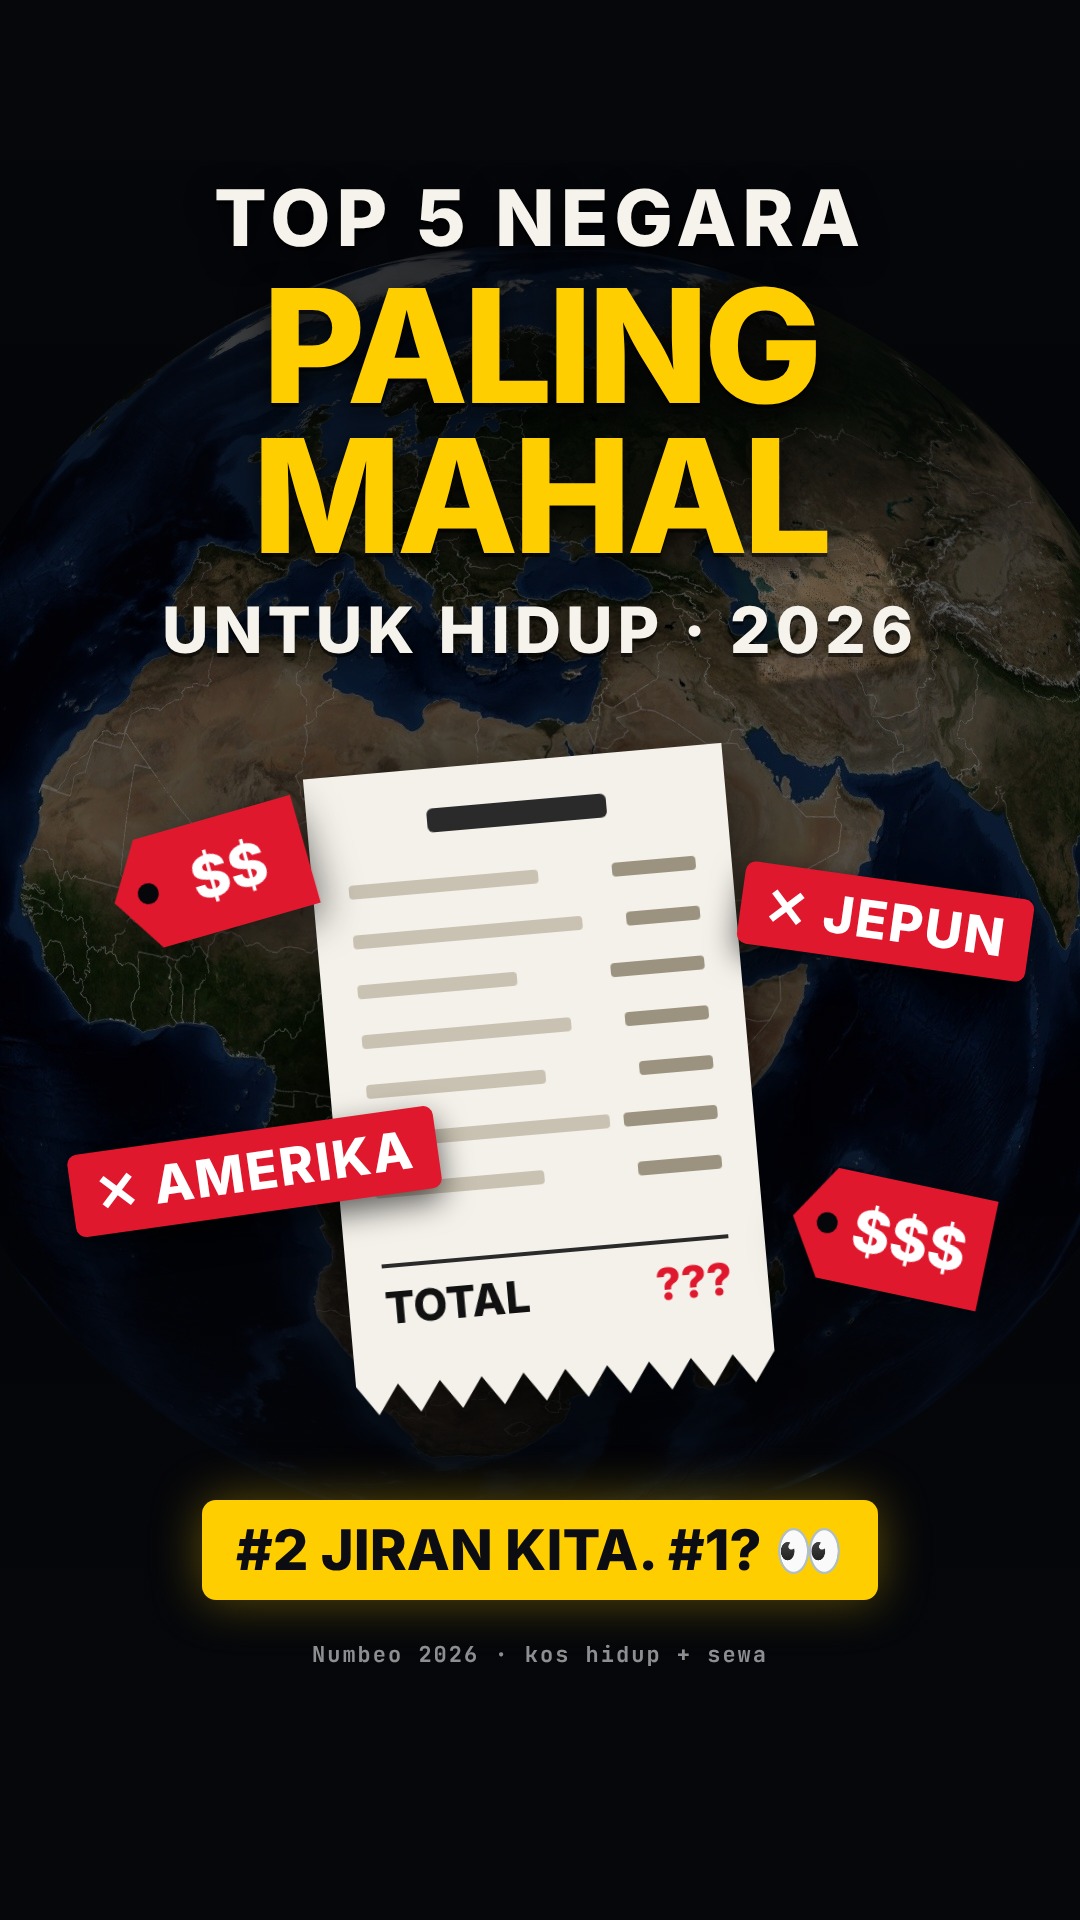 TOP 5 NEGARA
PALING
MAHAL
UNTUK HIDUP · 2026
$$
✕ JEPUN
✕ AMERIKA
$$$
TOTAL ???
#2 JIRAN KITA. #1? 👀
Numbeo 2026 · kos hidup + sewa